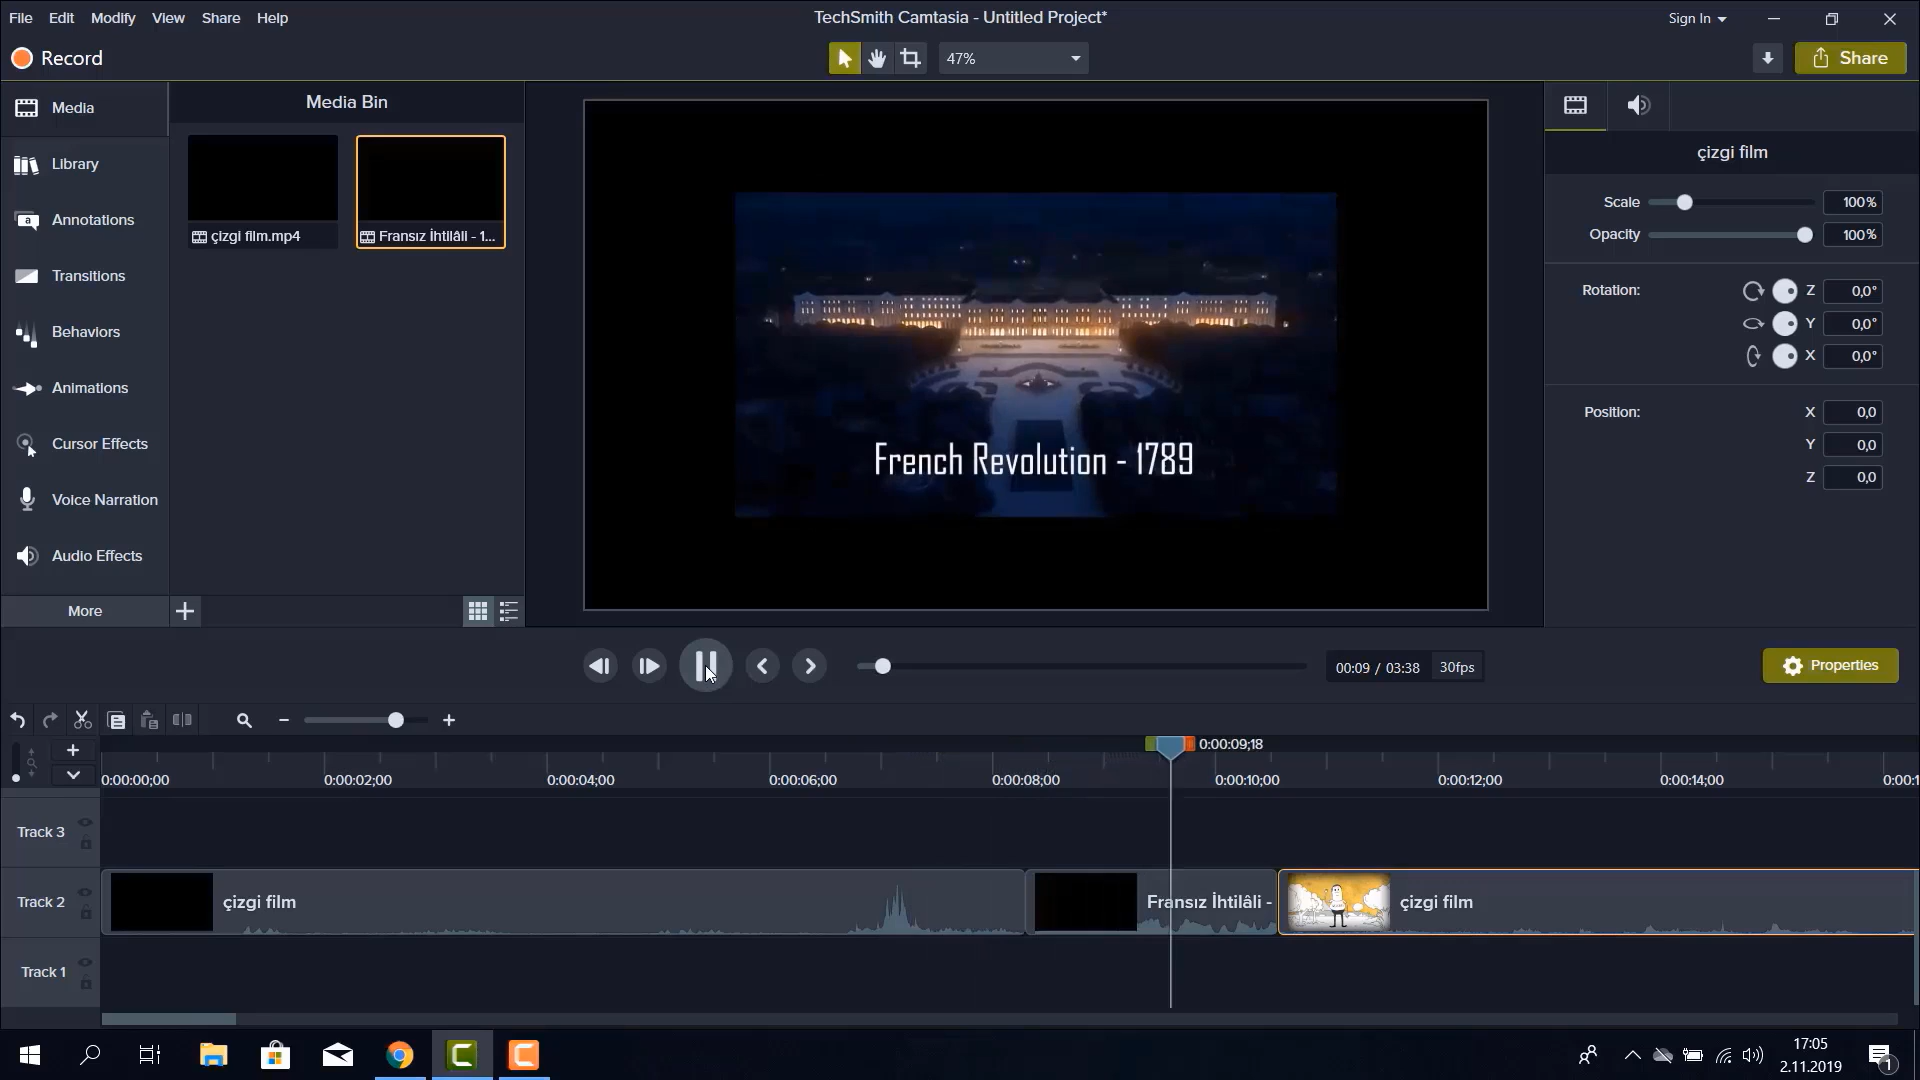 File Edit Modify View Share Help
TechSmith Camtasia - Untitled Project*
Sign In
Record
47%
Share
Media
Library
Annotations
Transitions
Behaviors
Animations
Cursor Effects
Voice Narration
Audio Effects
More
Media Bin
çizgi film.mp4
Fransız İhtilâli - 1...
French Revolution - 1789
çizgi film
Scale 100%
Opacity 100%
Rotation: Z 0,0°
Y 0,0°
X 0,0°
Position: X 0,0
Y 0,0
Z 0,0
00:09 / 03:38 30fps
Properties
0:00:09;18
0:00:00;00 0:00:02;00 0:00:04;00 0:00:06;00 0:00:08;00 0:00:10;00 0:00:12;00 0:00:14;00 0:00:1
Track 3
Track 2 çizgi film Fransız İhtilâli - çizgi film
Track 1
17:05
2.11.2019
1